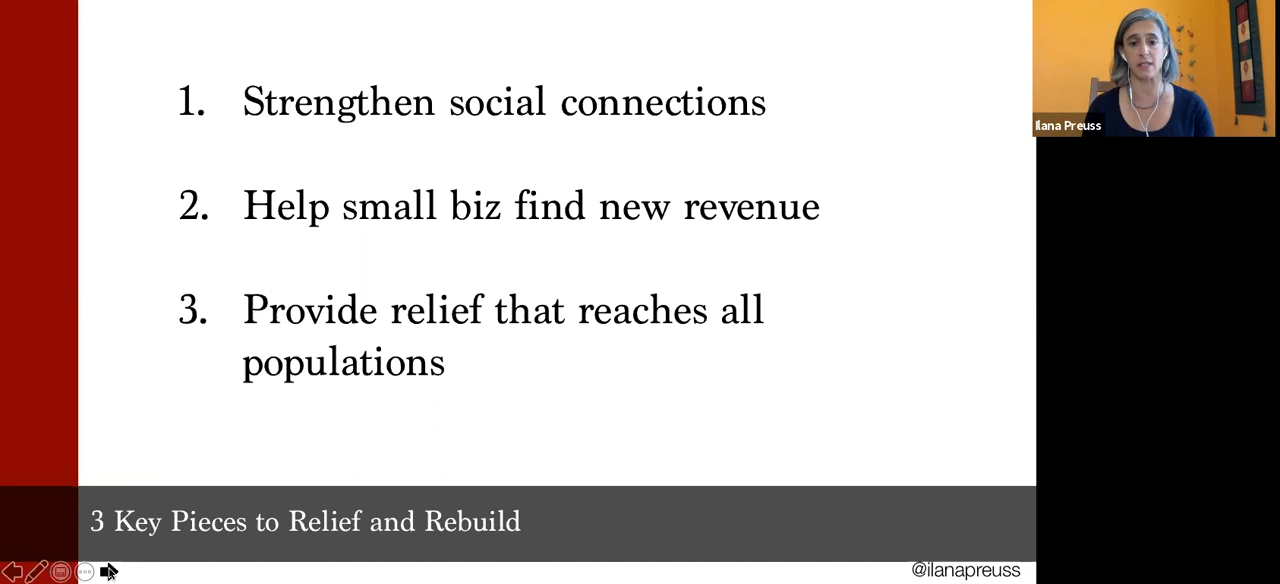 1. Strengthen social connections
2. Help small biz find new revenue
3. Provide relief that reaches all
populations
3 Key Pieces to Relief and Rebuild
@ilanapreuss
Ilana Preuss